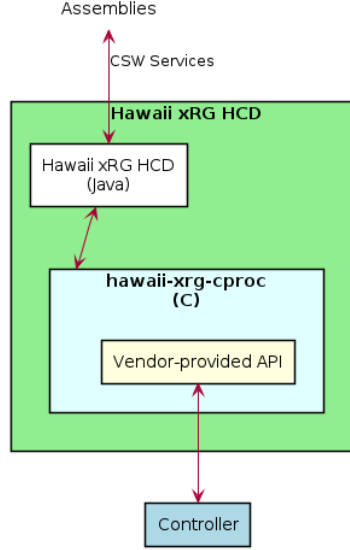 Assemblies
CSW Services
Hawaii xRG HCD
Hawaii xRG HCD
(Java)
hawaii-xrg-cproc
(C)
Vendor-provided API
Controller